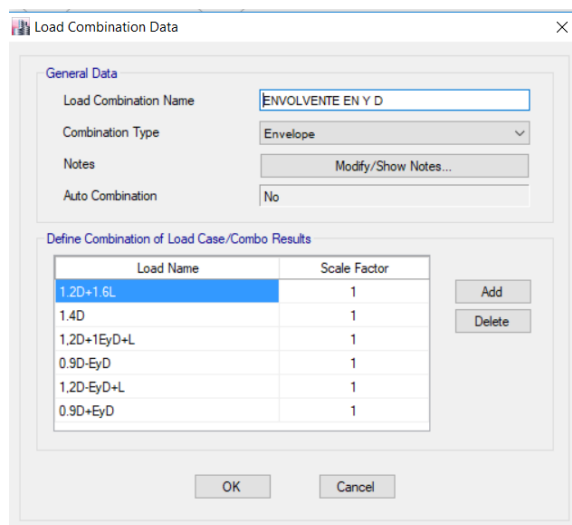 Load Combination Data
General Data
Load Combination Name ENVOLVENTE EN Y D
Combination Type Envelope
Notes Modify/Show Notes...
Auto Combination No
Define Combination of Load Case/Combo Results
Load Name Scale Factor
1.2D+1.6L 1 Add
1.4D 1 Delete
1,2D+1EyD+L 1
0.9D-EyD 1
1,2D-EyD+L 1
0.9D+EyD 1
OK Cancel